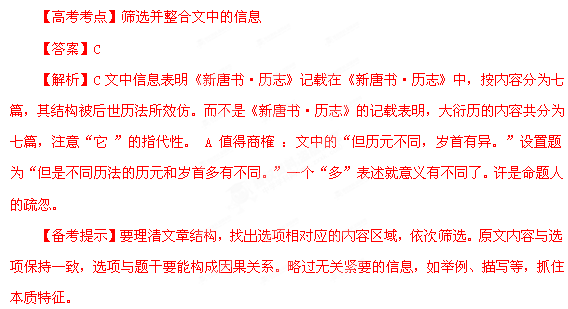 【高考考点】筛选并整合文中的信息
【答案】C
【解析】C 文中信息表明《新唐书·历志》记载在《新唐书·历志》中，按内容分为七
篇，其结构被后世历法所效仿。而不是《新唐书·历志》的记载表明，大衍历的内容共分为
七篇，注意“它 ”的指代性。 A 值得商榷 ：文中的“但历元不同，岁首有异。”设置题
为“但是不同历法的历元和岁首多有不同。”一个“多”表述就意义有不同了。许是命题人
的疏忽。
【备考提示】要理清文章结构，找出选项相对应的内容区域，依次筛选。原文内容与选
项保持一致，选项与题干要能构成因果关系。略过无关紧要的信息，如举例、描写等，抓住
本质特征。